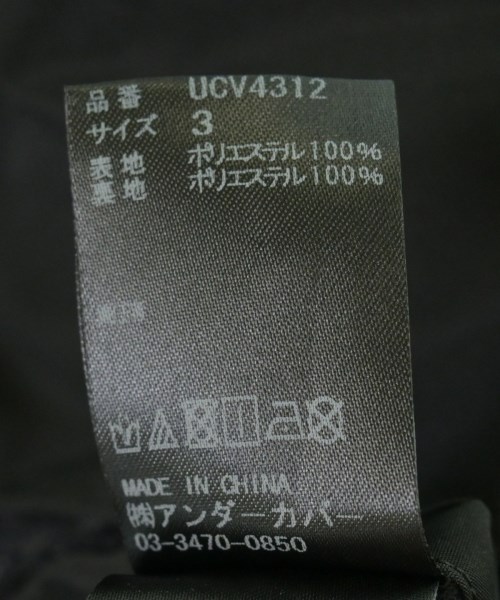 品番 UCV4312
サイズ 3
表地 ポリエステル100%
裏地 ポリエステル100%
MADE IN CHINA
㈱アンダーカバー
03-3470-0850